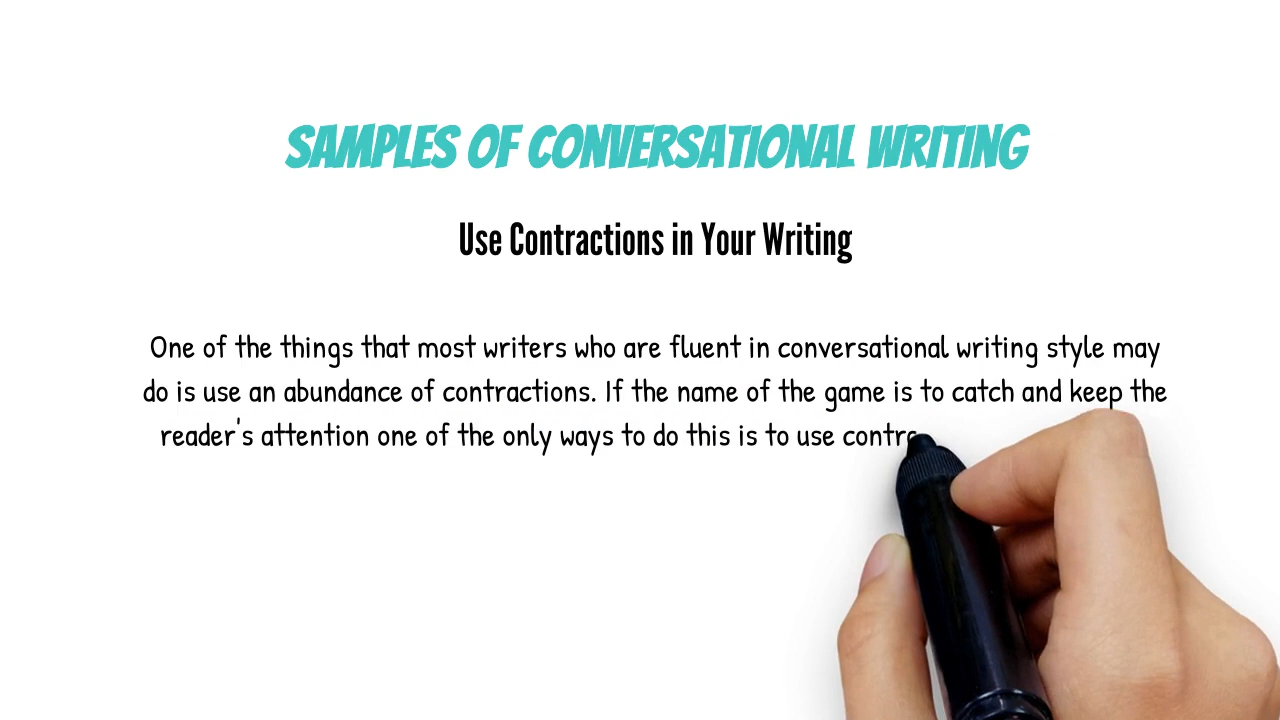 SAMPLES OF CONVERSATIONAL WRITING
Use Contractions in Your Writing
One of the things that most writers who are fluent in conversational writing style may
do is use an abundance of contractions. If the name of the game is to catch and keep the
reader's attention one of the only ways to do this is to use